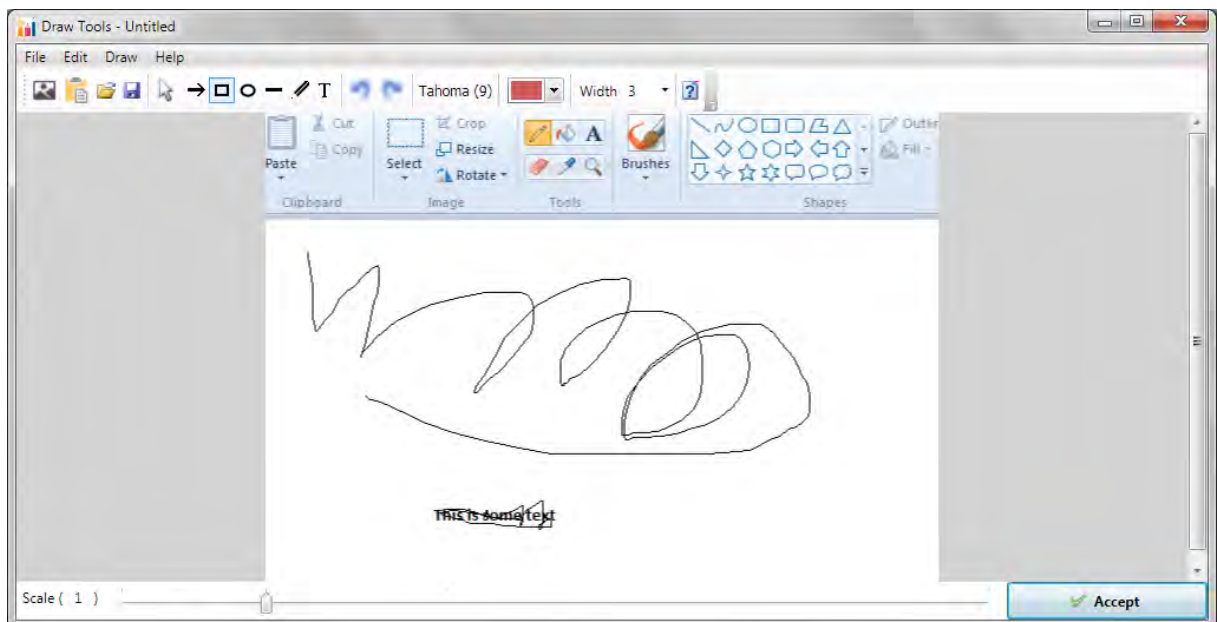 Draw Tools - Untitled
File Edit Draw Help
T Tahoma (9) Width 3
Cut Crop A Outlin
Copy Resize Fill
Paste Select Rotate Brushes
Clipboard Image Tools Shapes
This is some text
Scale ( 1 ) Accept